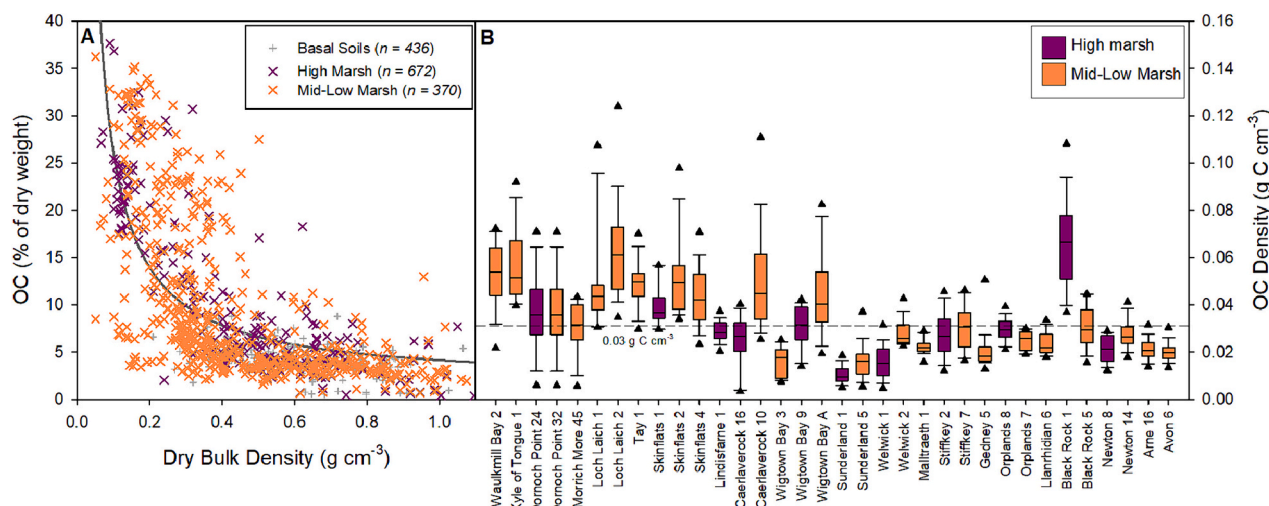 A
Basal Soils (n = 436)
High Marsh (n = 672)
Mid-Low Marsh (n = 370)
OC (% of dry weight)
40
35
30
25
20
15
10
5
0
0.0 0.2 0.4 0.6 0.8 1.0
Dry Bulk Density (g cm-3)
B
High marsh
Mid-Low Marsh
0.03 g C cm-3
0.16
0.14
0.12
0.10
0.08
0.06
0.04
0.02
0.00
OC Density (g C cm-3)
Waulkmill Bay 2
Kyle of Tongue 1
Dornoch Point 24
Dornoch Point 32
Morrich More 45
Loch Laich 1
Loch Laich 2
Tay 1
Skinflats 1
Skinflats 2
Skinflats 4
Lindisfarne 1
Caerlaverock 16
Caerlaverock 10
Wigtown Bay 3
Wigtown Bay 9
Wigtown Bay A
Sunderland 1
Sunderland 5
Welwick 1
Welwick 2
Malltraeth 1
Stiffkey 2
Stiffkey 7
Gedney 5
Orplands 8
Orplands 7
Llanrhidian 6
Black Rock 1
Black Rock 5
Newton 8
Newton 14
Arne 16
Avon 6